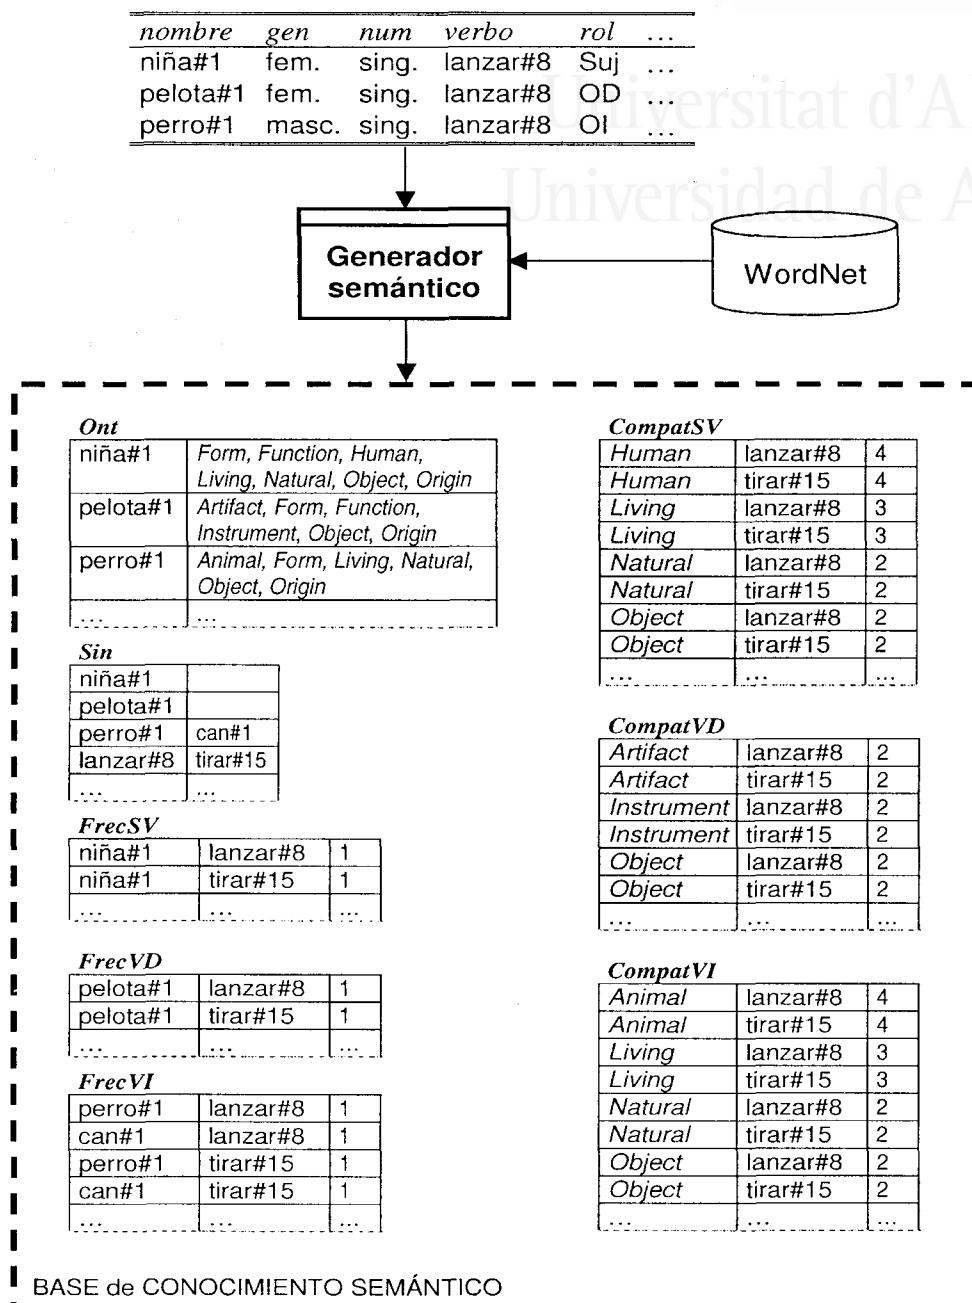 nombre gen num verbo rol ...
niña#1 fem. sing. lanzar#8 Suj ...
pelota#1 fem. sing. lanzar#8 OD ...
perro#1 masc. sing. lanzar#8 OI ...
Universitat d'A
Universidad de A
Generador
semántico
WordNet
Ont
niña#1 Form, Function, Human,
Living, Natural, Object, Origin
pelota#1 Artifact, Form, Function,
Instrument, Object, Origin
perro#1 Animal, Form, Living, Natural,
Object, Origin
... ...
Sin
niña#1
pelota#1
perro#1 can#1
lanzar#8 tirar#15
... ...
FrecSV
niña#1 lanzar#8 1
niña#1 tirar#15 1
... ... ...
FrecVD
pelota#1 lanzar#8 1
pelota#1 tirar#15 1
... ... ...
FrecVI
perro#1 lanzar#8 1
can#1 lanzar#8 1
perro#1 tirar#15 1
can#1 tirar#15 1
... ... ...
CompatSV
Human lanzar#8 4
Human tirar#15 4
Living lanzar#8 3
Living tirar#15 3
Natural lanzar#8 2
Natural tirar#15 2
Object lanzar#8 2
Object tirar#15 2
... ... ...
CompatVD
Artifact lanzar#8 2
Artifact tirar#15 2
Instrument lanzar#8 2
Instrument tirar#15 2
Object lanzar#8 2
Object tirar#15 2
... ... ...
CompatVI
Animal lanzar#8 4
Animal tirar#15 4
Living lanzar#8 3
Living tirar#15 3
Natural lanzar#8 2
Natural tirar#15 2
Object lanzar#8 2
Object tirar#15 2
... ... ...
BASE de CONOCIMIENTO SEMÁNTICO